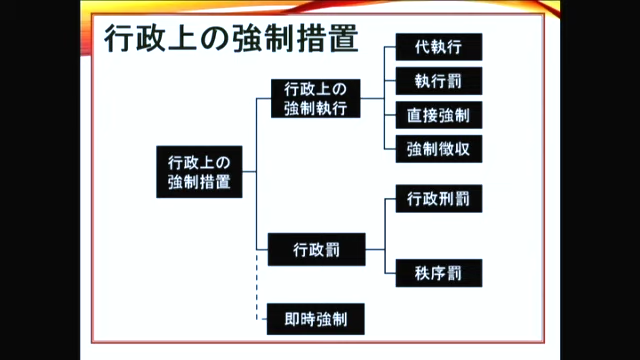 行政上の強制措置
行政上の
強制措置
行政上の
強制執行
代執行
執行罰
直接強制
強制徴収
行政罰
行政刑罰
秩序罰
即時強制